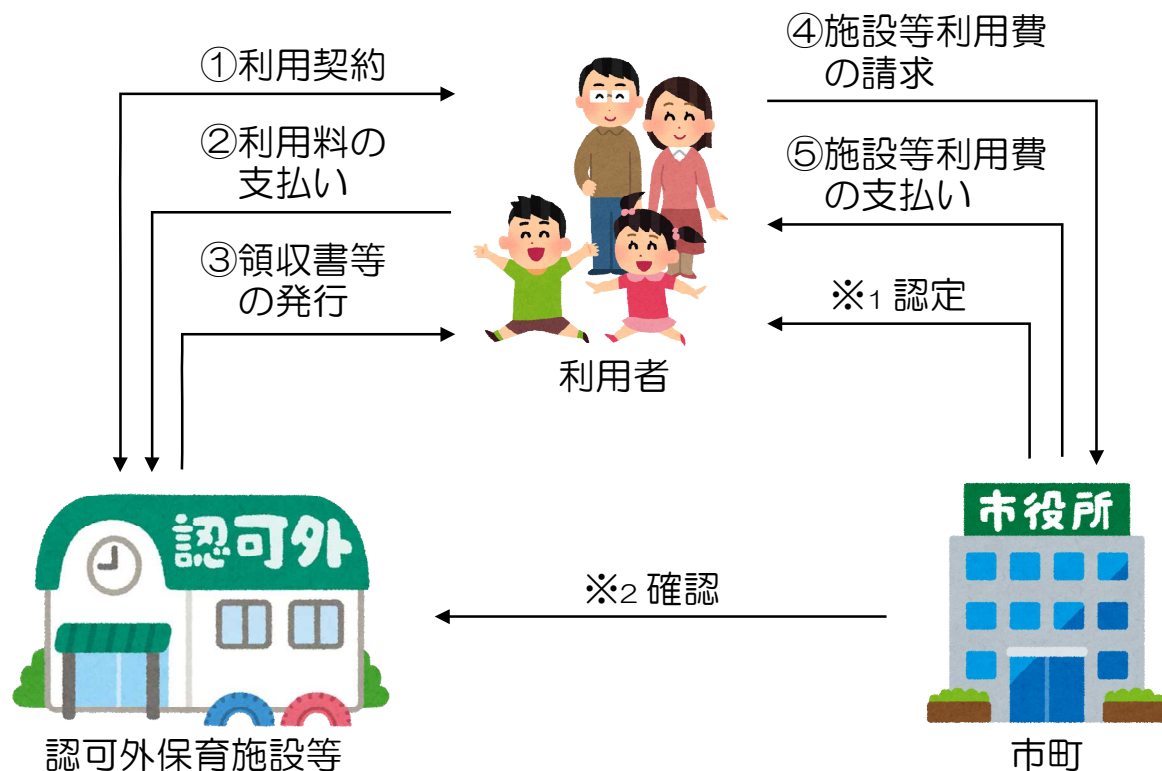 ①利用契約
②利用料の
支払い
③領収書等
の発行
④施設等利用費
の請求
⑤施設等利用費
の支払い
※1 認定
利用者
認可外
市役所
※2 確認
認可外保育施設等
市町